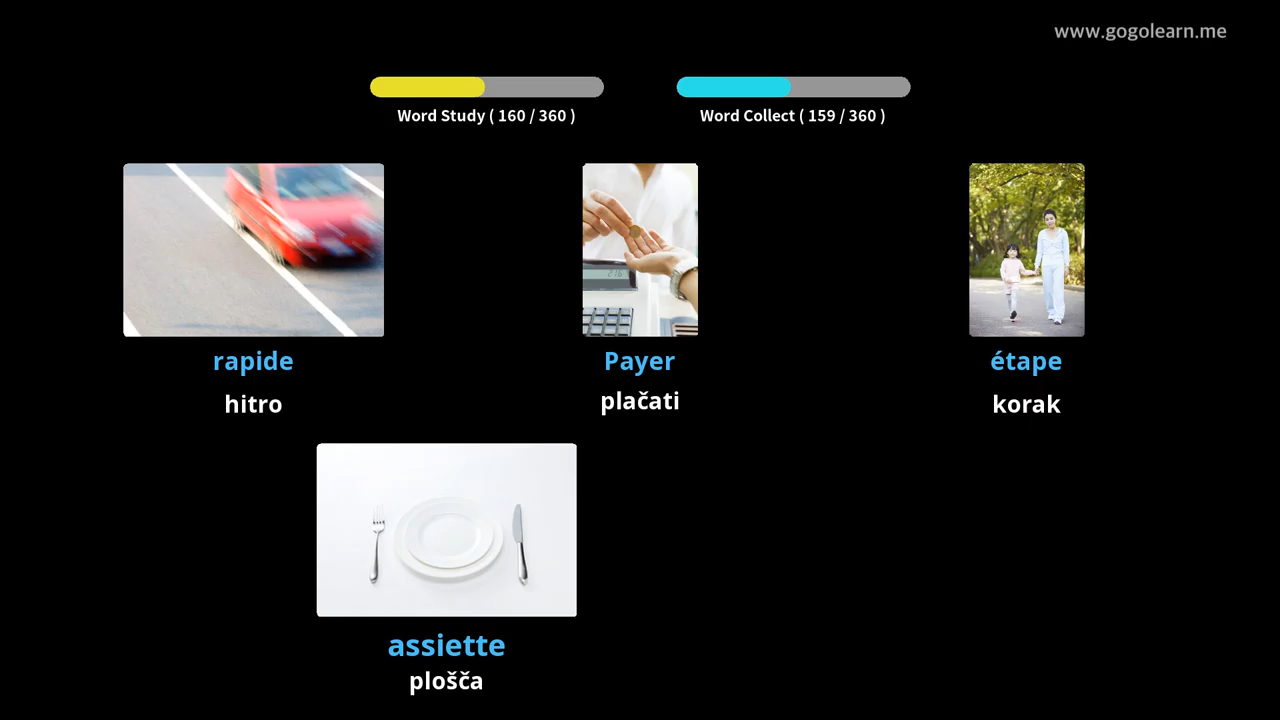 www.gogolearn.me
Word Study ( 160 / 360 )
Word Collect ( 159 / 360 )
rapide
Payer
étape
hitro
plačati
korak
assiette
plošča